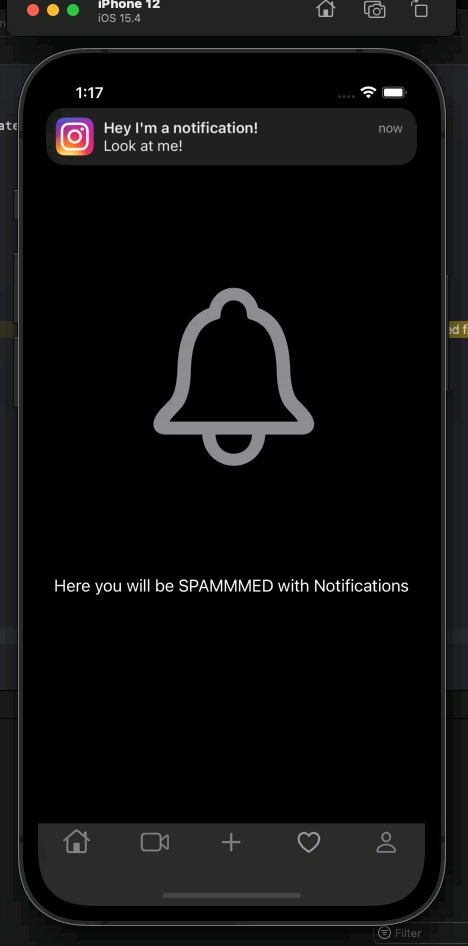 iPhone 12
iOS 15.4
1:17
Hey I'm a notification!
now
Look at me!
Here you will be SPAMMMED with Notifications
Filter